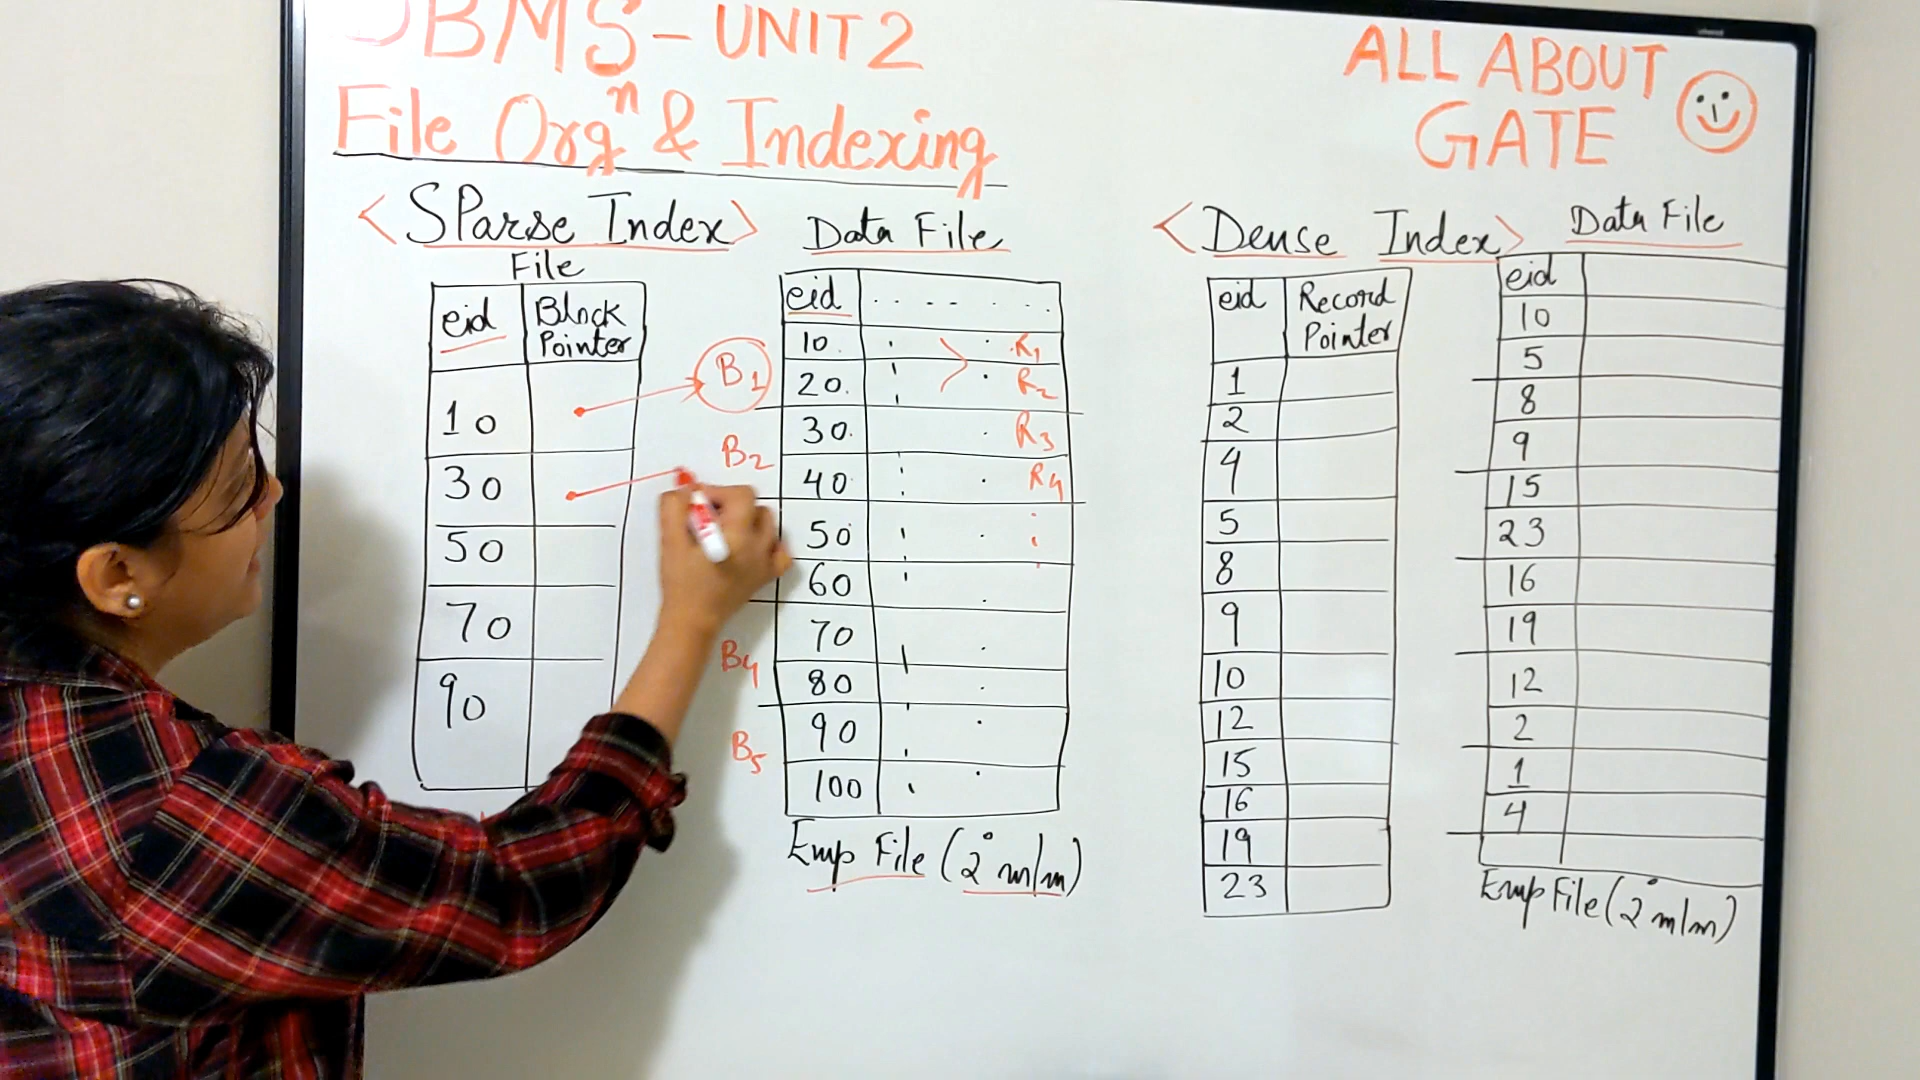 DBMS - UNIT 2
File Orgⁿ & Indexing
ALL ABOUT
GATE
<SParse Index>
File
eid
Block
Pointer
10
30
50
70
90
B1
B2
B4
B5
Data File
eid
10
20
30
40
50
60
70
80
90
100
R1
R2
R3
R4
Emp File (2° m/m)
<Dense Index>
eid
Record
Pointer
1
2
4
5
8
9
10
12
15
16
19
23
Data File
eid
10
5
8
9
15
23
16
19
12
2
1
4
Emp File (2° m/m)